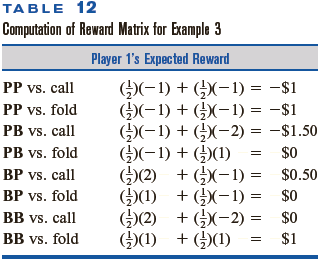 TABLE 12
Computation of Reward Matrix for Example 3
Player 1's Expected Reward
PP vs. call (1/2)(−1) + (1/2)(−1) = −$1
PP vs. fold (1/2)(−1) + (1/2)(−1) = −$1
PB vs. call (1/2)(−1) + (1/2)(−2) = −$1.50
PB vs. fold (1/2)(−1) + (1/2)(1) = $0
BP vs. call (1/2)(2) + (1/2)(−1) = $0.50
BP vs. fold (1/2)(1) + (1/2)(−1) = $0
BB vs. call (1/2)(2) + (1/2)(−2) = $0
BB vs. fold (1/2)(1) + (1/2)(1) = $1